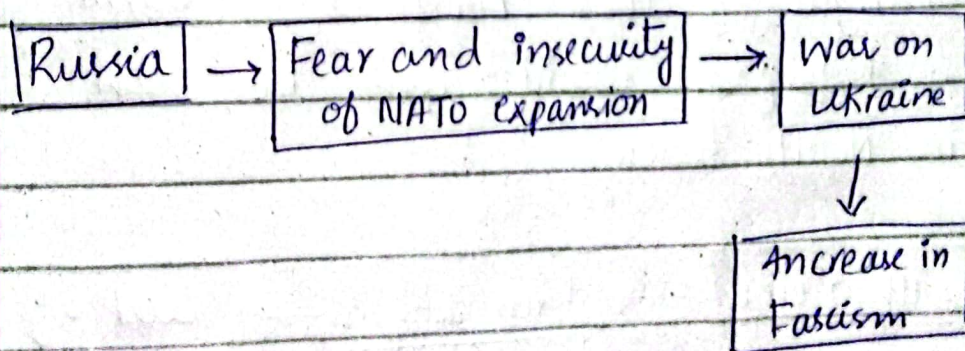 Russia → Fear and insecurity → War on
of NATO expansion Ukraine
↓
Increase in
Fascism